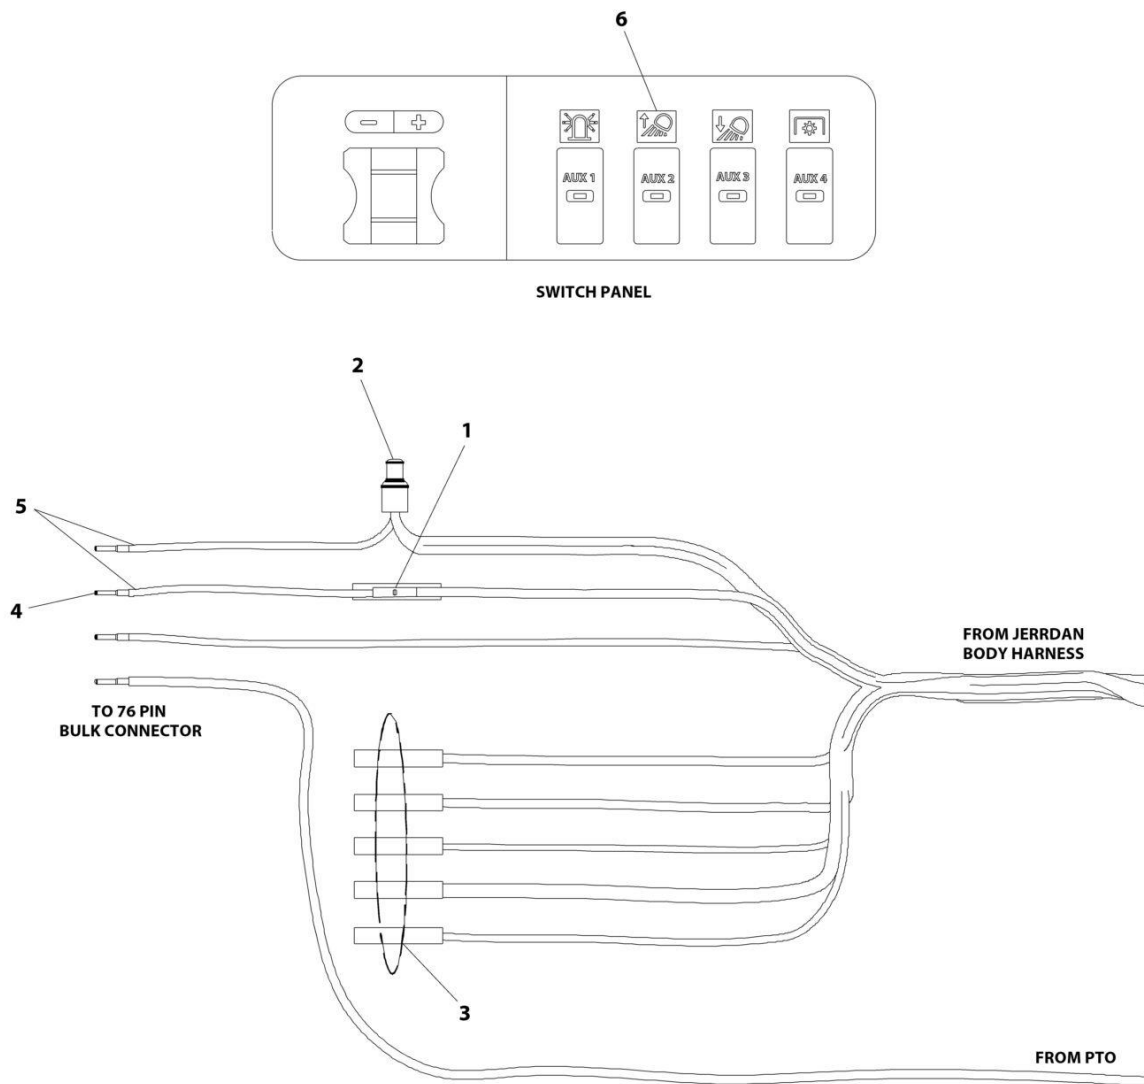 6
AUX 1
AUX 2
AUX 3
AUX 4
SWITCH PANEL
2
1
5
4
FROM JERRDAN
BODY HARNESS
TO 76 PIN
BULK CONNECTOR
3
FROM PTO